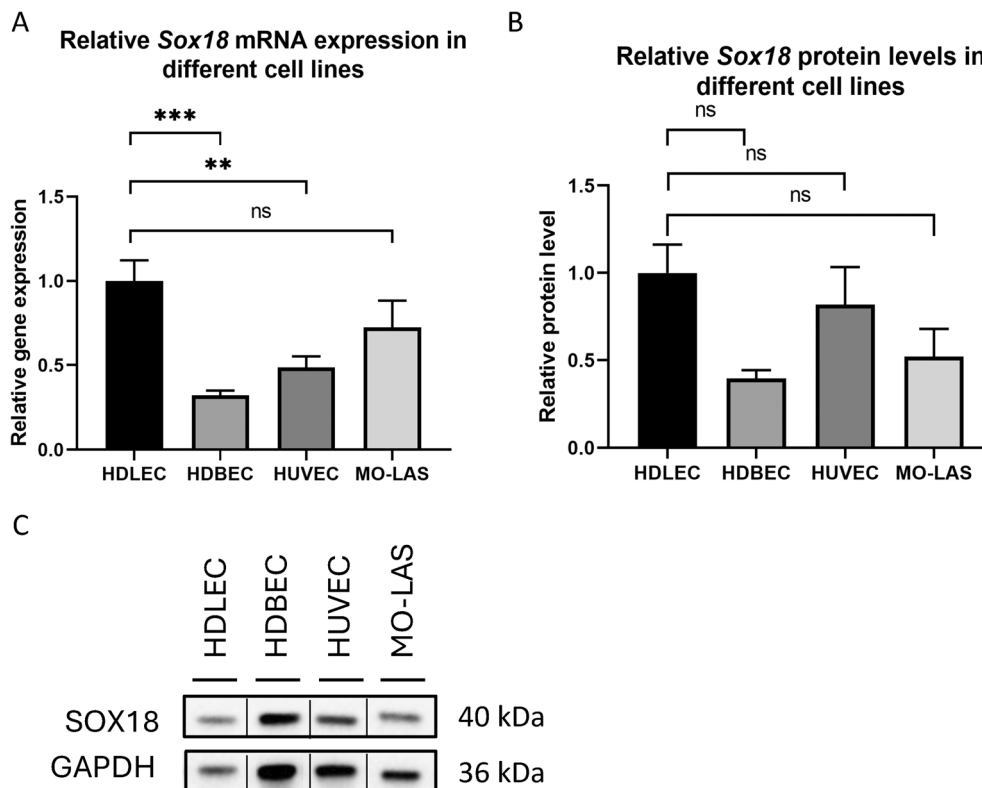 A
Relative Sox18 mRNA expression in
different cell lines
***
**
ns
Relative gene expression
1.5
1.0
0.5
0.0
HDLEC HDBEC HUVEC MO-LAS
B
Relative Sox18 protein levels in
different cell lines
ns
ns
ns
Relative protein level
1.5
1.0
0.5
0.0
HDLEC HDBEC HUVEC MO-LAS
C
HDLEC
HDBEC
HUVEC
MO-LAS
SOX18 40 kDa
GAPDH 36 kDa